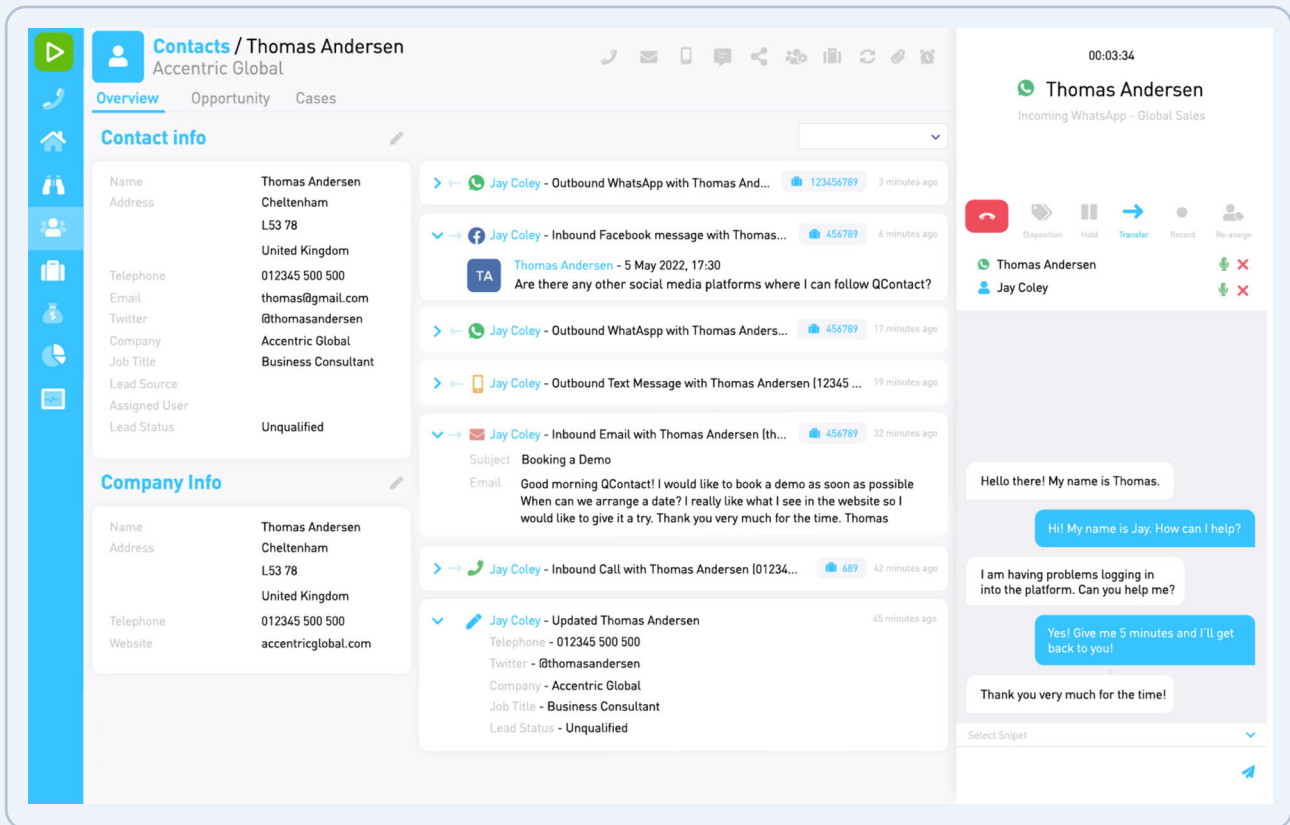 Contacts / Thomas Andersen
Accentric Global
Overview Opportunity Cases
Contact info
Name Thomas Andersen
Address Cheltenham
L53 78
United Kingdom
Telephone 012345 500 500
Email thomas@gmail.com
Twitter @thomasandersen
Company Accentric Global
Job Title Business Consultant
Lead Source
Assigned User
Lead Status Unqualified
Company Info
Name Thomas Andersen
Address Cheltenham
L53 78
United Kingdom
Telephone 012345 500 500
Website accentricglobal.com
Jay Coley - Outbound WhatsApp with Thomas And... 123456789 3 minutes ago
Jay Coley - Inbound Facebook message with Thomas... 456789 6 minutes ago
TA
Thomas Andersen - 5 May 2022, 17:30
Are there any other social media platforms where I can follow QContact?
Jay Coley - Outbound WhatAspp with Thomas Anders... 456789 17 minutes ago
Jay Coley - Outbound Text Message with Thomas Andersen (12345 ... 19 minutes ago
Jay Coley - Inbound Email with Thomas Andersen (th... 456789 32 minutes ago
Subject Booking a Demo
Email Good morning QContact! I would like to book a demo as soon as possible
When can we arrange a date? I really like what I see in the website so I
would like to give it a try. Thank you very much for the time. Thomas
Jay Coley - Inbound Call with Thomas Andersen (01234... 689 42 minutes ago
Jay Coley - Updated Thomas Andersen 45 minutes ago
Telephone - 012345 500 500
Twitter - @thomasandersen
Company - Accentric Global
Job Title - Business Consultant
Lead Status - Unqualified
00:03:34
Thomas Andersen
Incoming WhatsApp - Global Sales
Disposition Hold Transfer Record Re-assign
Thomas Andersen
Jay Coley
Hello there! My name is Thomas.
Hi! My name is Jay. How can I help?
I am having problems logging in
into the platform. Can you help me?
Yes! Give me 5 minutes and I'll get
back to you!
Thank you very much for the time!
Select Snipet